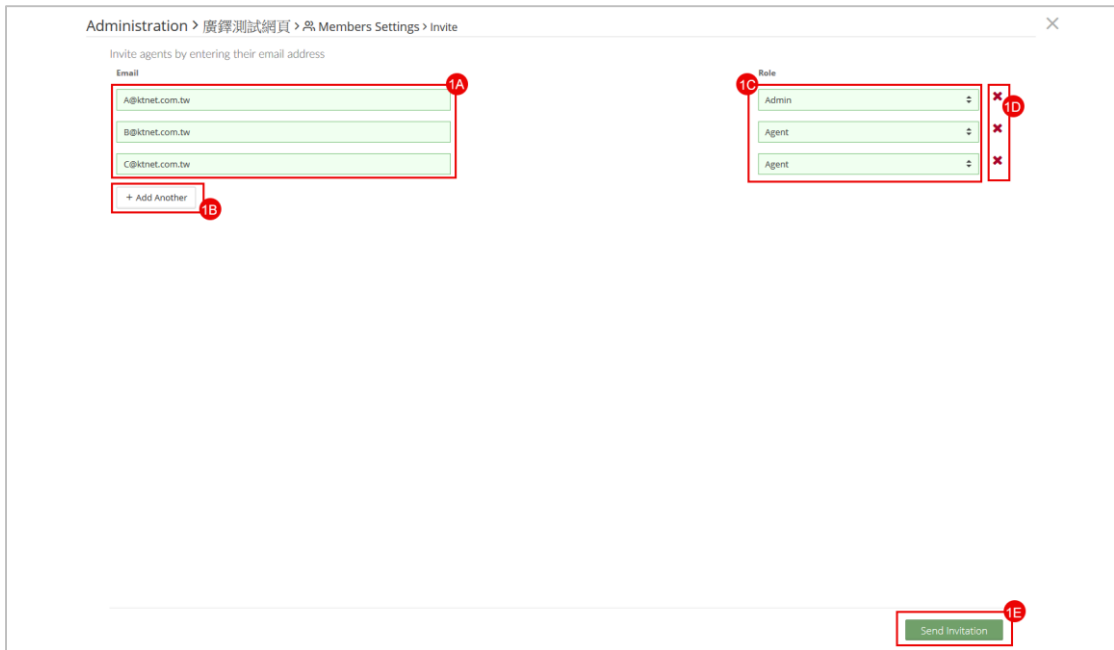 Administration > 廣鐸測試網頁 > Members Settings > Invite
Invite agents by entering their email address
Email Role
1A 1C
A@ktnet.com.tw Admin 1D
B@ktnet.com.tw Agent
C@ktnet.com.tw Agent
+ Add Another 1B
1E
Send Invitation